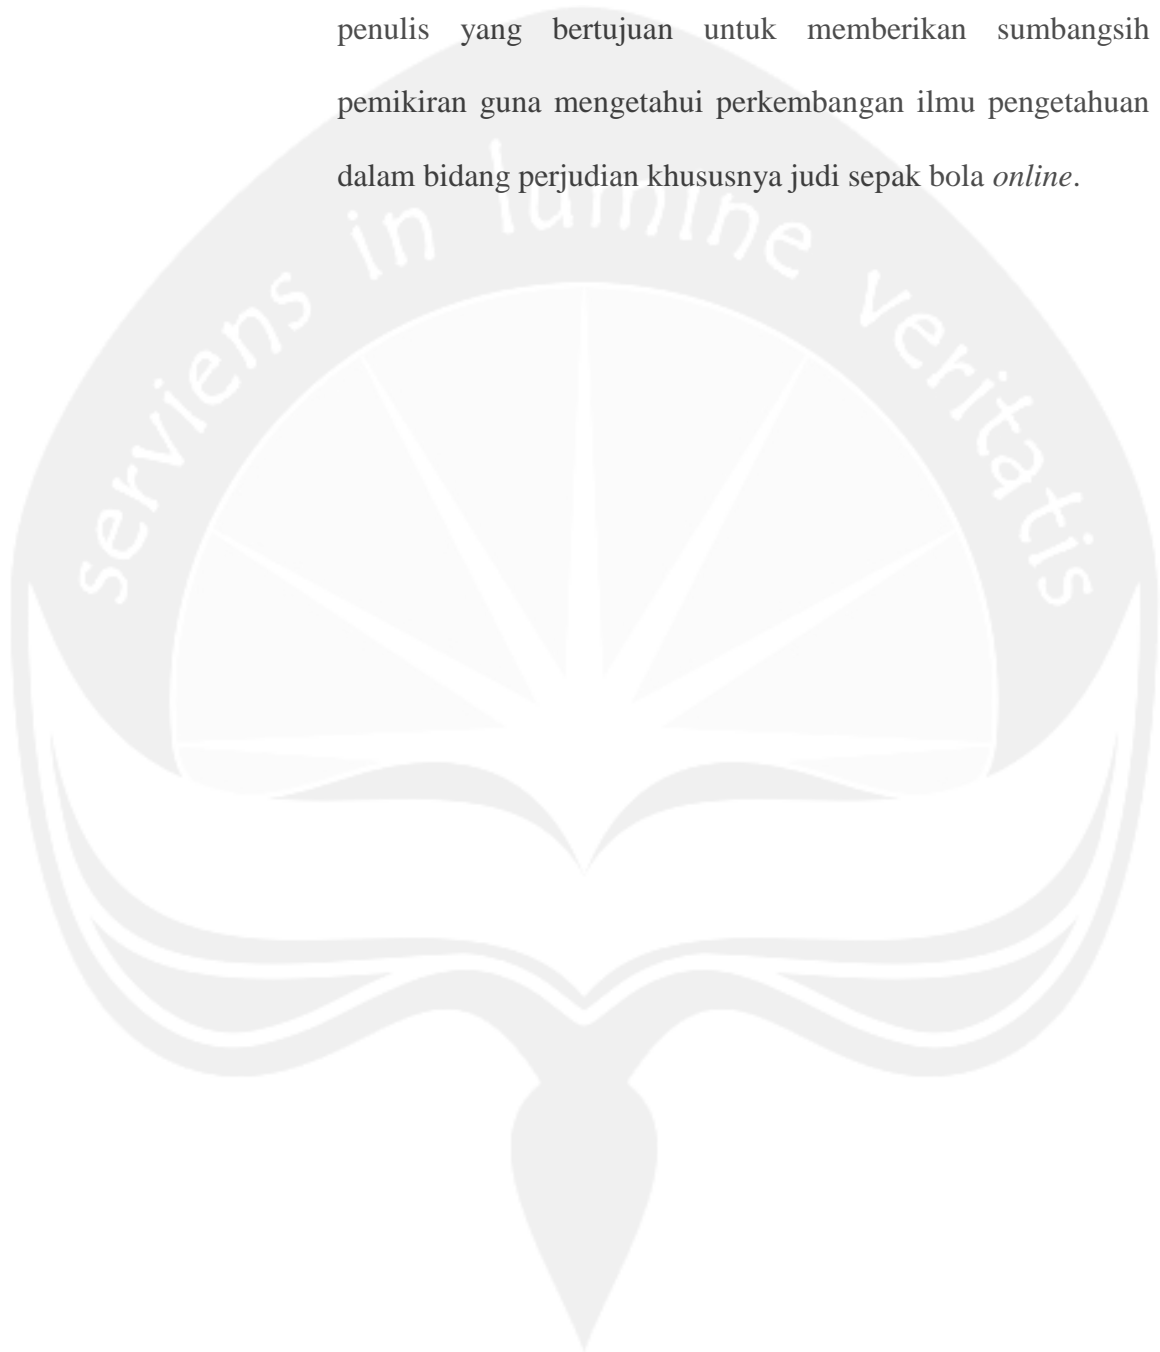 penulis yang bertujuan untuk memberikan sumbangsih
pemikiran guna mengetahui perkembangan ilmu pengetahuan
dalam bidang perjudian khususnya judi sepak bola online.
serviens in lumine veritatis